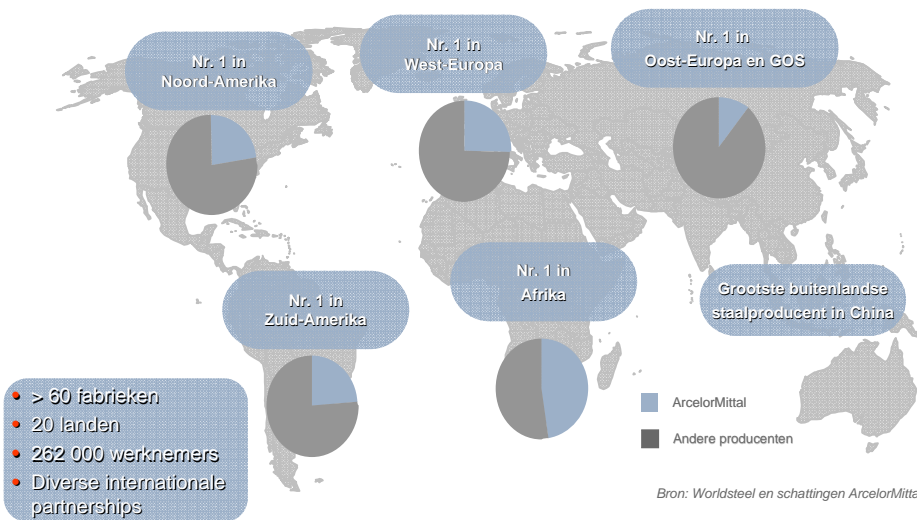 Nr. 1 in
Noord-Amerika
Nr. 1 in
West-Europa
Nr. 1 in
Oost-Europa en GOS
Nr. 1 in
Zuid-Amerika
Nr. 1 in
Afrika
Grootste buitenlandse
staalproducent in China
• > 60 fabrieken
• 20 landen
• 262 000 werknemers
• Diverse internationale
partnerships
ArcelorMittal
Andere producenten
Bron: Worldsteel en schattingen ArcelorMitta